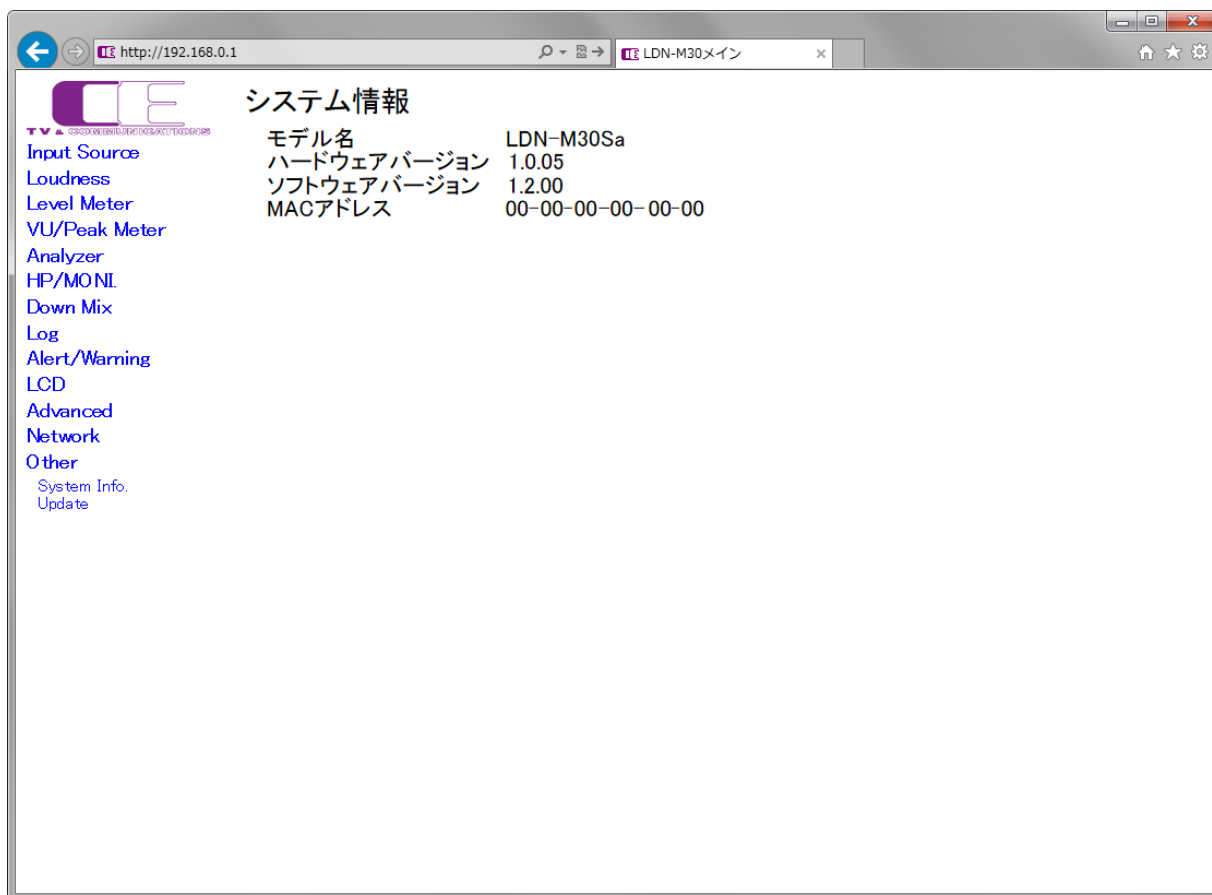 http://192.168.0.1
LDN-M30メイン
TV & COMMUNICATIONS
Input Source
Loudness
Level Meter
VU/Peak Meter
Analyzer
HP/MONI.
Down Mix
Log
Alert/Warning
LCD
Advanced
Network
Other
System Info.
Update
システム情報
モデル名 LDN-M30Sa
ハードウェアバージョン 1.0.05
ソフトウェアバージョン 1.2.00
MACアドレス 00-00-00-00-00-00